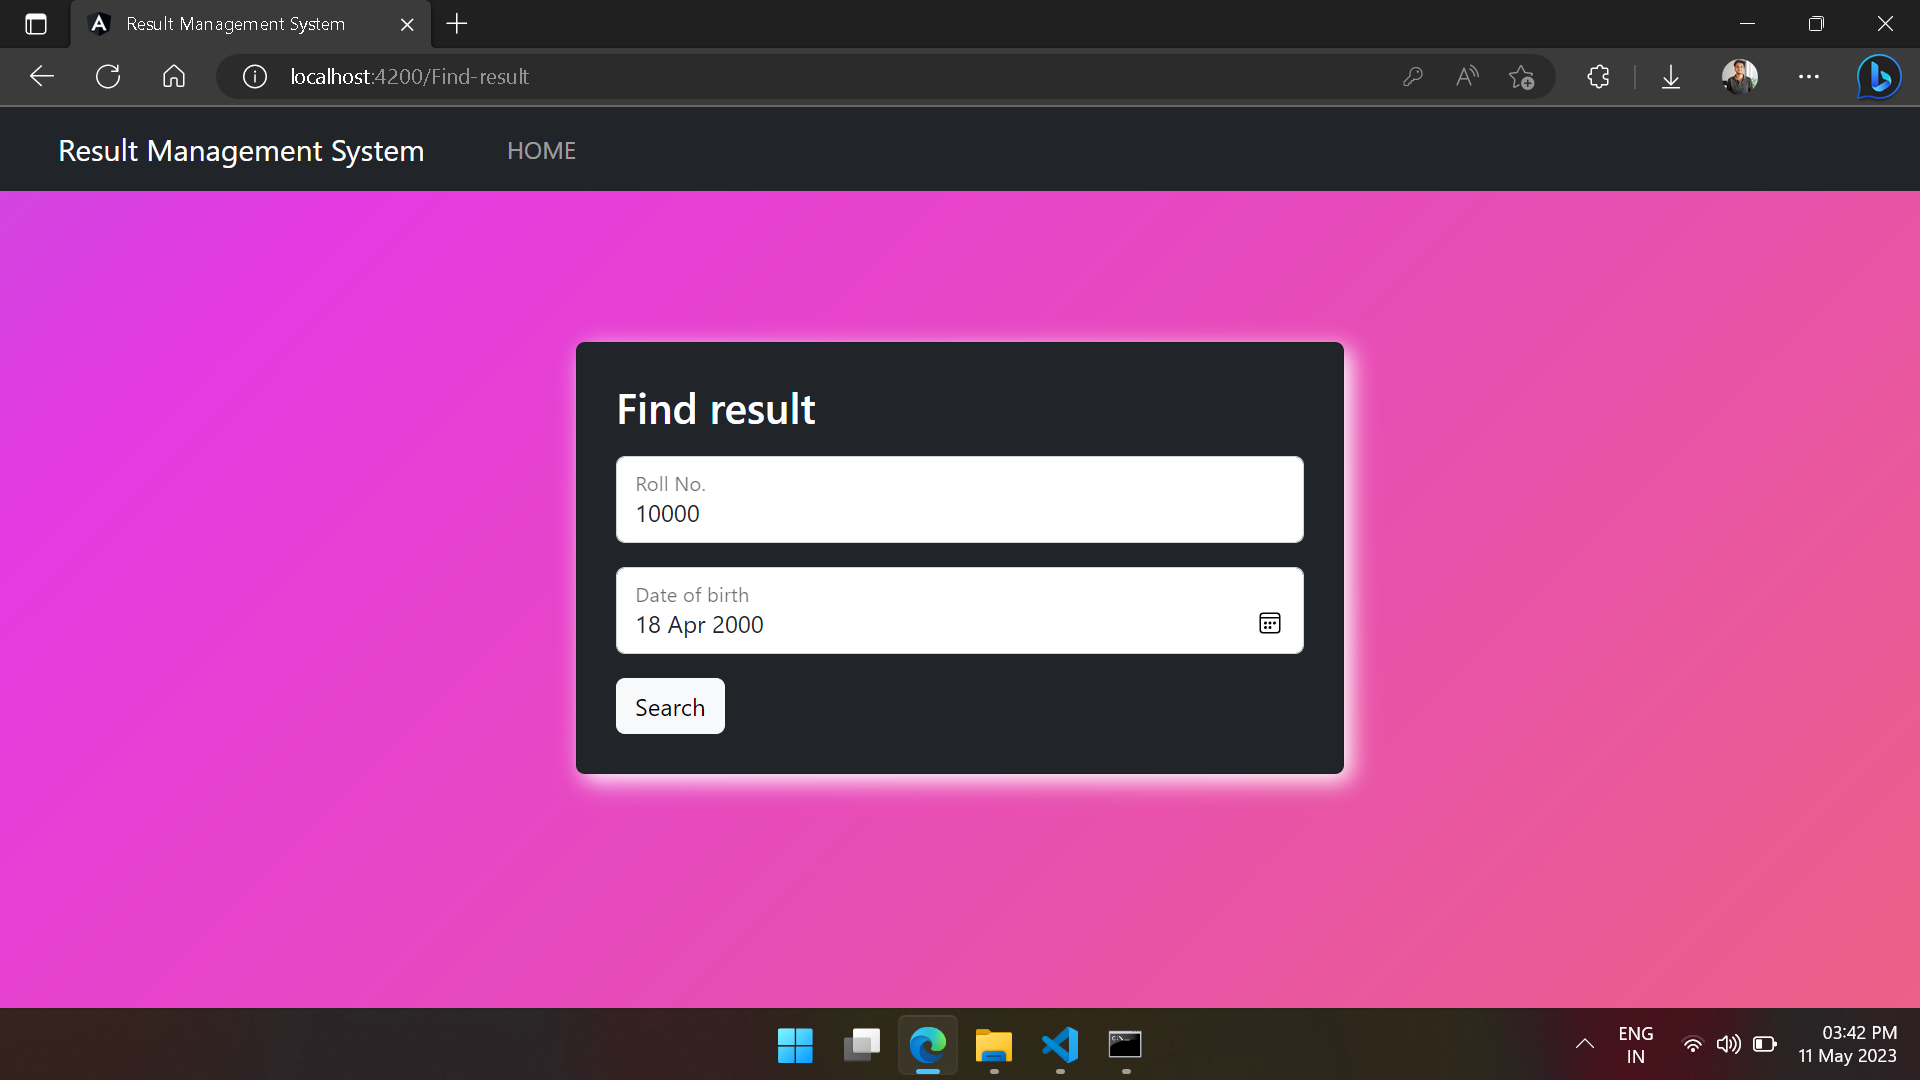 Result Management System
localhost:4200/Find-result
Result Management System HOME
Find result
Roll No.
10000
Date of birth
18 Apr 2000
Search
ENG
IN
03:42 PM
11 May 2023